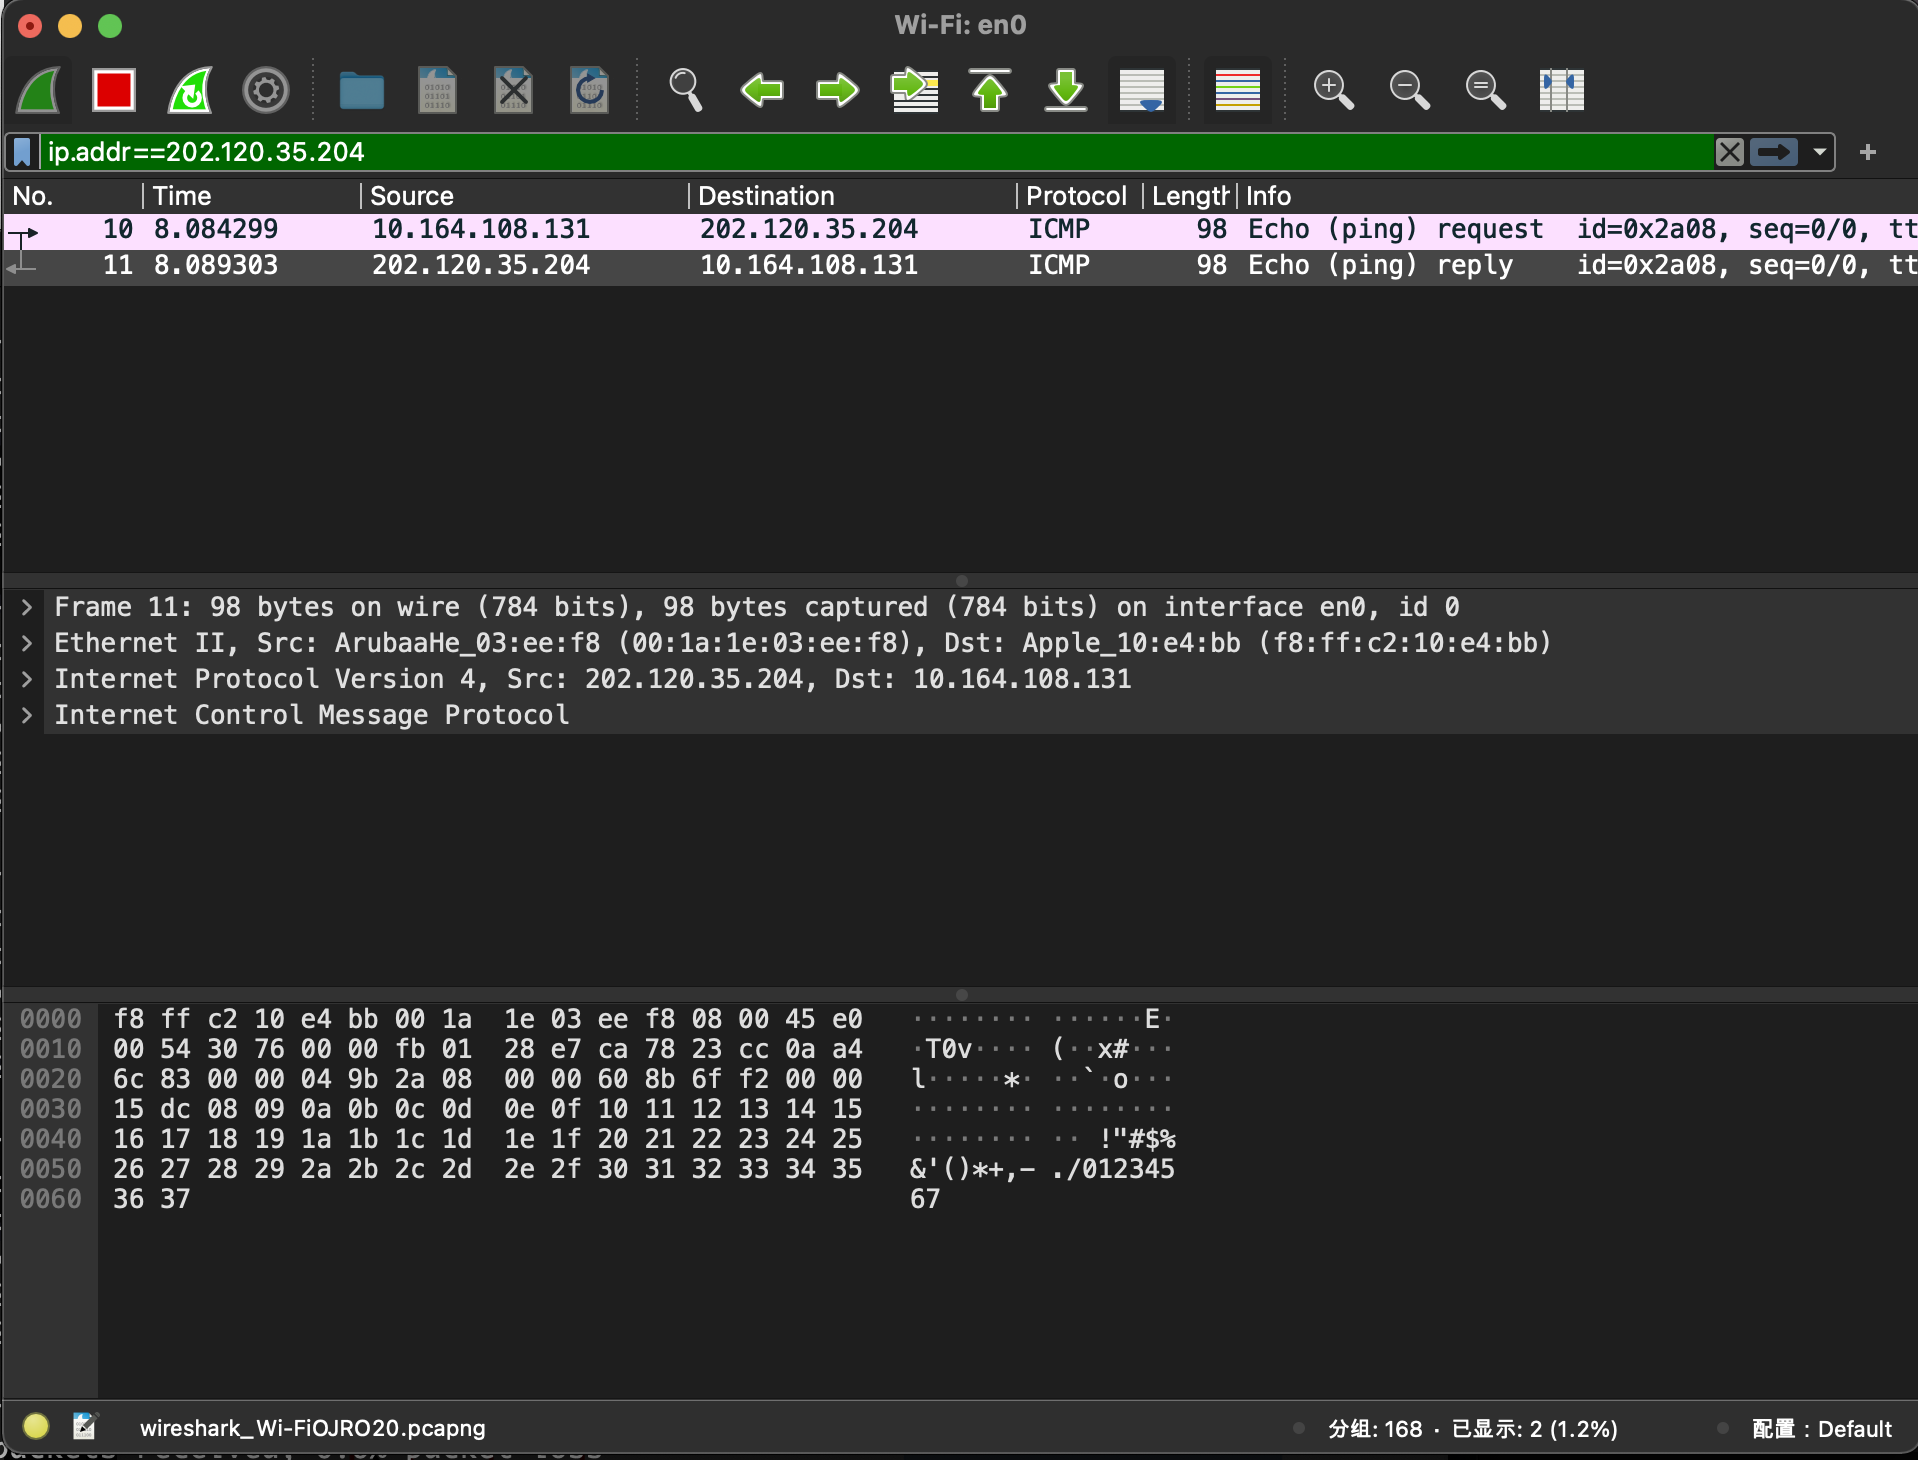 Wi-Fi: en0
ip.addr==202.120.35.204
No. Time Source Destination Protocol Length Info
10 8.084299 10.164.108.131 202.120.35.204 ICMP 98 Echo (ping) request id=0x2a08, seq=0/0, tt
11 8.089303 202.120.35.204 10.164.108.131 ICMP 98 Echo (ping) reply id=0x2a08, seq=0/0, tt
Frame 11: 98 bytes on wire (784 bits), 98 bytes captured (784 bits) on interface en0, id 0
Ethernet II, Src: ArubaaHe_03:ee:f8 (00:1a:1e:03:ee:f8), Dst: Apple_10:e4:bb (f8:ff:c2:10:e4:bb)
Internet Protocol Version 4, Src: 202.120.35.204, Dst: 10.164.108.131
Internet Control Message Protocol
0000 f8 ff c2 10 e4 bb 00 1a 1e 03 ee f8 08 00 45 e0 ········ ······E·
0010 00 54 30 76 00 00 fb 01 28 e7 ca 78 23 cc 0a a4 ·T0v···· (··x#···
0020 6c 83 00 00 04 9b 2a 08 00 00 60 8b 6f f2 00 00 l·····*· ··`·o···
0030 15 dc 08 09 0a 0b 0c 0d 0e 0f 10 11 12 13 14 15 ········ ········
0040 16 17 18 19 1a 1b 1c 1d 1e 1f 20 21 22 23 24 25 ········ ·· !"#$%
0050 26 27 28 29 2a 2b 2c 2d 2e 2f 30 31 32 33 34 35 &'()*+,- ./012345
0060 36 37 67
wireshark_Wi-FiOJRO20.pcapng 分组: 168 · 已显示: 2 (1.2%) 配置 : Default